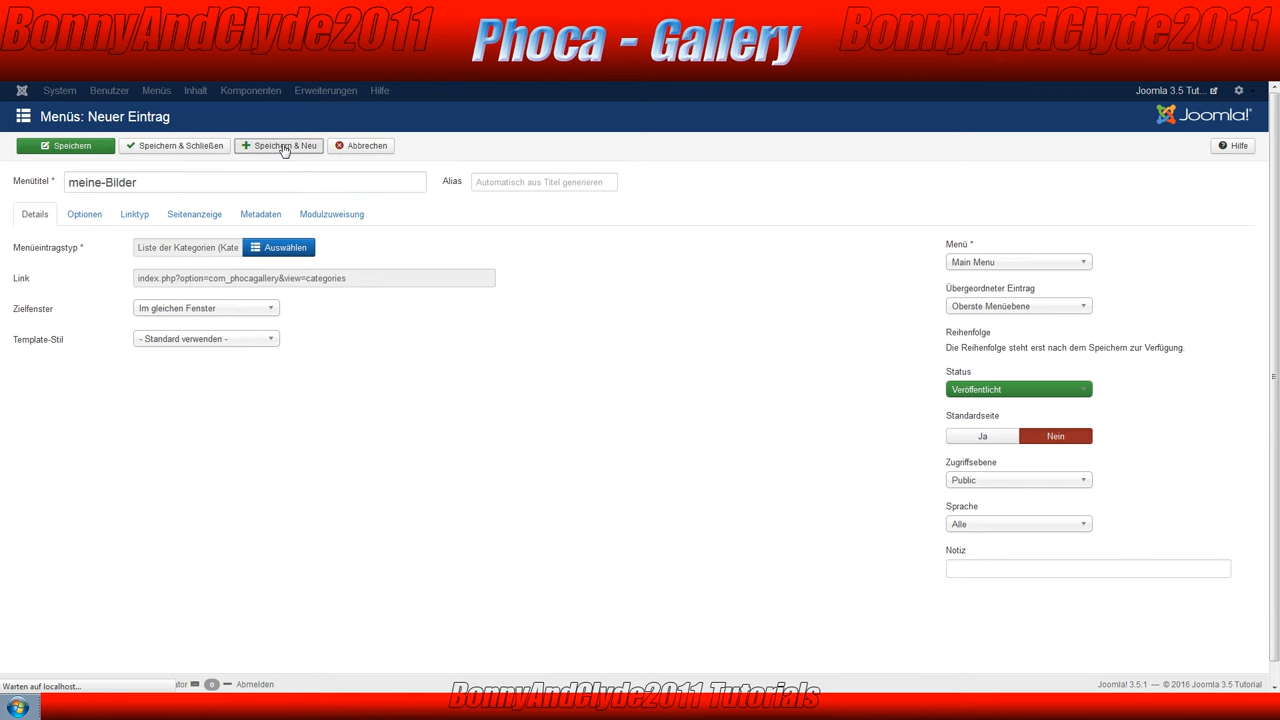 BonnyAndClyde2011 Phoca - Gallery BonnyAndClyde2011
System Benutzer Menüs Inhalt Komponenten Erweiterungen Hilfe Joomla 3.5 Tut...
Menüs: Neuer Eintrag Joomla!®
Speichern Speichern & Schließen Speichern & Neu Abbrechen Hilfe
Menütitel * meine-Bilder Alias Automatisch aus Titel generieren
Details Optionen Linktyp Seitenanzeige Metadaten Modulzuweisung
Menüeintragstyp * Liste der Kategorien (Kate Auswählen
Link index.php?option=com_phocagallery&view=categories
Zielfenster Im gleichen Fenster
Template-Stil - Standard verwenden -
Menü *
Main Menu
Übergeordneter Eintrag
Oberste Menüebene
Reihenfolge
Die Reihenfolge steht erst nach dem Speichern zur Verfügung.
Status
Veröffentlicht
Standardseite
Ja Nein
Zugriffsebene
Public
Sprache
Alle
Notiz
Warten auf localhost... ator 0 Abmelden Joomla! 3.5.1 — © 2016 Joomla 3.5 Tutorial
BonnyAndClyde2011 Tutorials